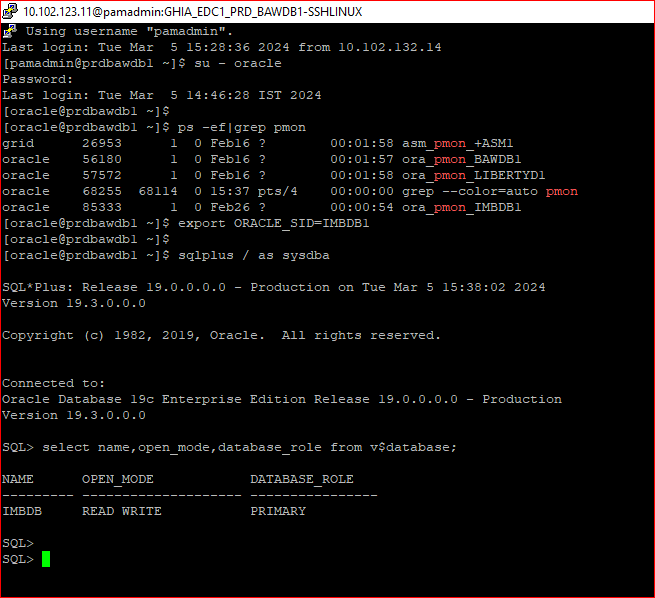 10.102.123.11@pamadmin:GHIA_EDC1_PRD_BAWDB1-SSHLINUX
Using username "pamadmin".
Last login: Tue Mar  5 15:28:36 2024 from 10.102.132.14
[pamadmin@prdbawdb1 ~]$ su - oracle
Password:
Last login: Tue Mar  5 14:46:28 IST 2024
[oracle@prdbawdb1 ~]$
[oracle@prdbawdb1 ~]$ ps -ef|grep pmon
grid     26953      1  0 Feb16 ?        00:01:58 asm_pmon_+ASM1
oracle   56180      1  0 Feb16 ?        00:01:57 ora_pmon_BAWDB1
oracle   57572      1  0 Feb16 ?        00:01:58 ora_pmon_LIBERTYD1
oracle   68255  68114  0 15:37 pts/4    00:00:00 grep --color=auto pmon
oracle   85333      1  0 Feb26 ?        00:00:54 ora_pmon_IMBDB1
[oracle@prdbawdb1 ~]$ export ORACLE_SID=IMBDB1
[oracle@prdbawdb1 ~]$
[oracle@prdbawdb1 ~]$ sqlplus / as sysdba
SQL*Plus: Release 19.0.0.0.0 - Production on Tue Mar 5 15:38:02 2024
Version 19.3.0.0.0
Copyright (c) 1982, 2019, Oracle.  All rights reserved.
Connected to:
Oracle Database 19c Enterprise Edition Release 19.0.0.0.0 - Production
Version 19.3.0.0.0
SQL> select name,open_mode,database_role from v$database;
NAME      OPEN_MODE            DATABASE_ROLE
--------- -------------------- ----------------
IMBDB     READ WRITE           PRIMARY
SQL>
SQL>